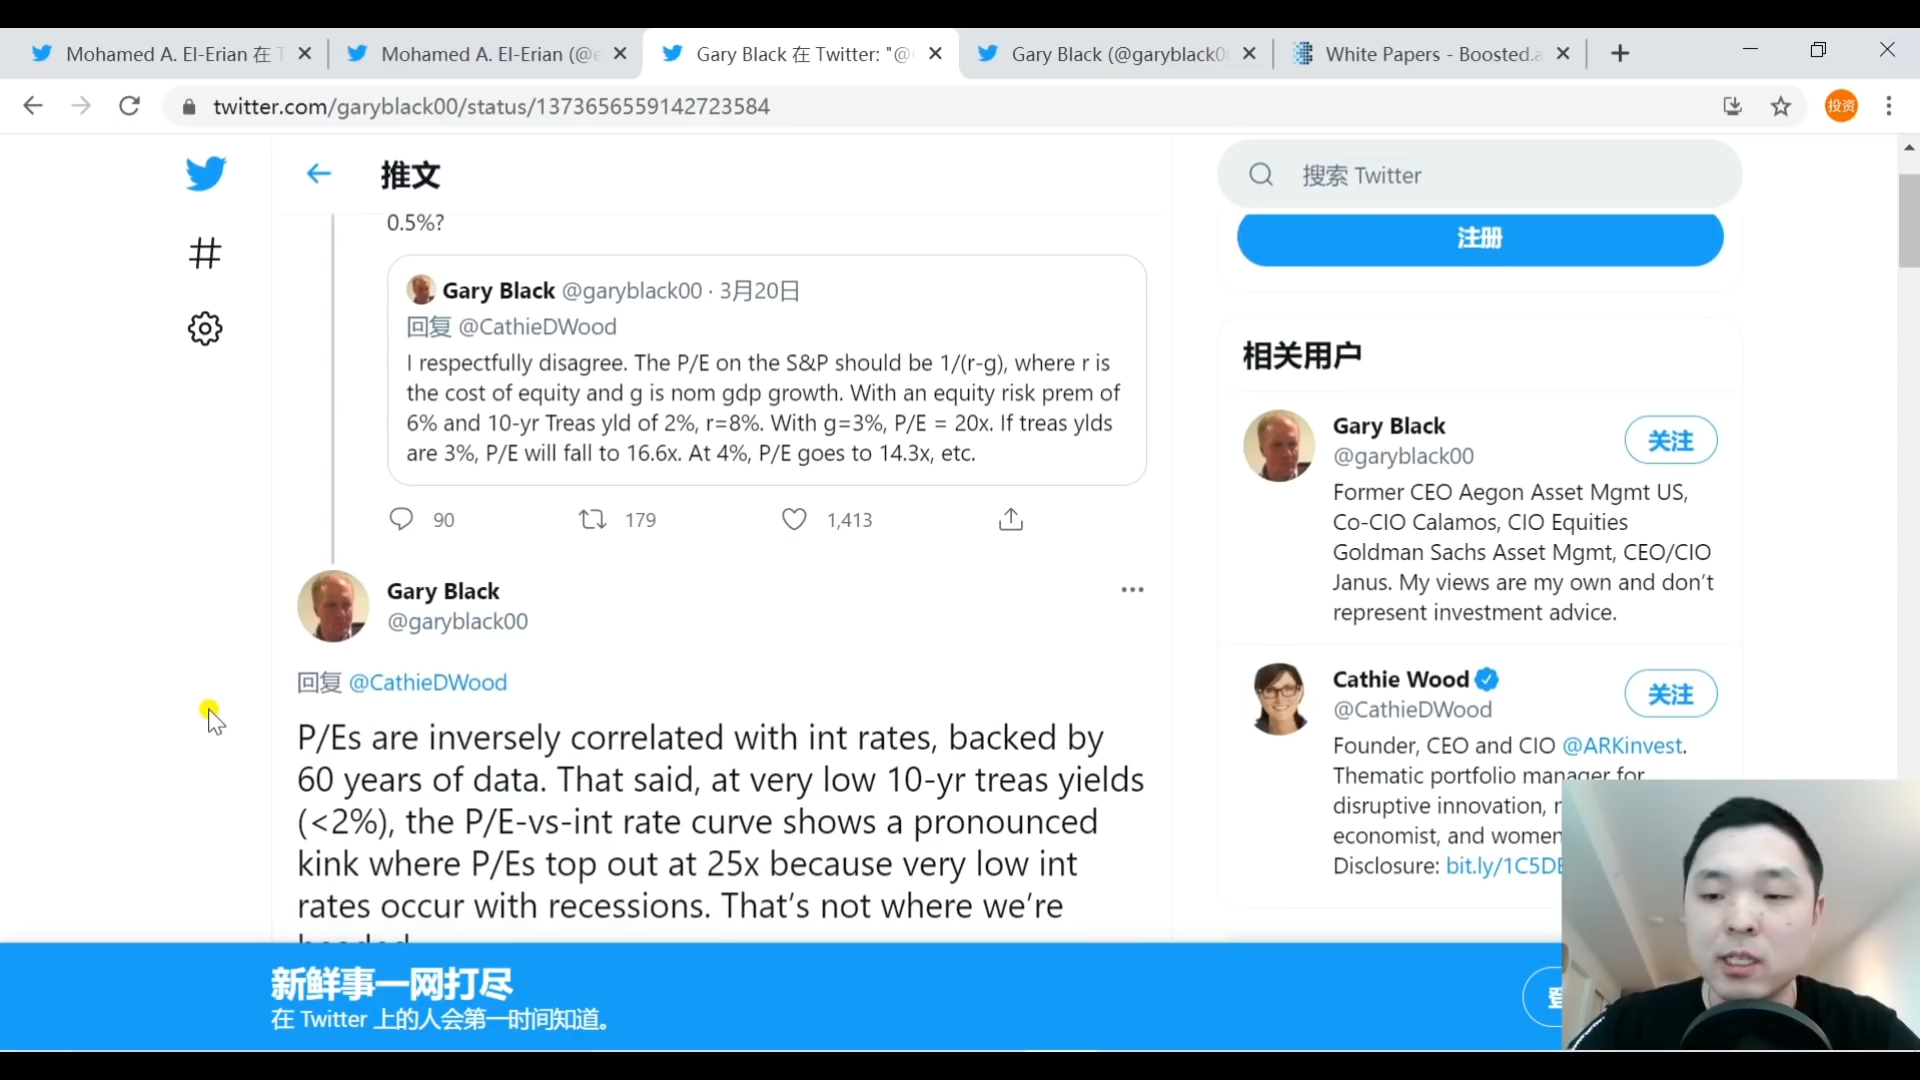 Mohamed A. El-Erian 在
Mohamed A. El-Erian (@e
Gary Black 在 Twitter: "@
Gary Black (@garyblack0
White Papers - Boosted.a
twitter.com/garyblack00/status/1373656559142723584
投资
推文
搜索 Twitter
0.5%?
注册
Gary Black @garyblack00 · 3月20日
回复 @CathieDWood
I respectfully disagree. The P/E on the S&P should be 1/(r-g), where r is
the cost of equity and g is nom gdp growth. With an equity risk prem of
6% and 10-yr Treas yld of 2%, r=8%. With g=3%, P/E = 20x. If treas ylds
are 3%, P/E will fall to 16.6x. At 4%, P/E goes to 14.3x, etc.
90
179
1,413
Gary Black
@garyblack00
回复 @CathieDWood
P/Es are inversely correlated with int rates, backed by
60 years of data. That said, at very low 10-yr treas yields
(<2%), the P/E-vs-int rate curve shows a pronounced
kink where P/Es top out at 25x because very low int
rates occur with recessions. That's not where we're
相关用户
Gary Black
@garyblack00
关注
Former CEO Aegon Asset Mgmt US,
Co-CIO Calamos, CIO Equities
Goldman Sachs Asset Mgmt, CEO/CIO
Janus. My views are my own and don't
represent investment advice.
Cathie Wood
@CathieDWood
关注
Founder, CEO and CIO @ARKinvest.
Thematic portfolio manager for
disruptive innovation,
economist, and women
Disclosure: bit.ly/1C5DE
新鲜事一网打尽
在 Twitter 上的人会第一时间知道。